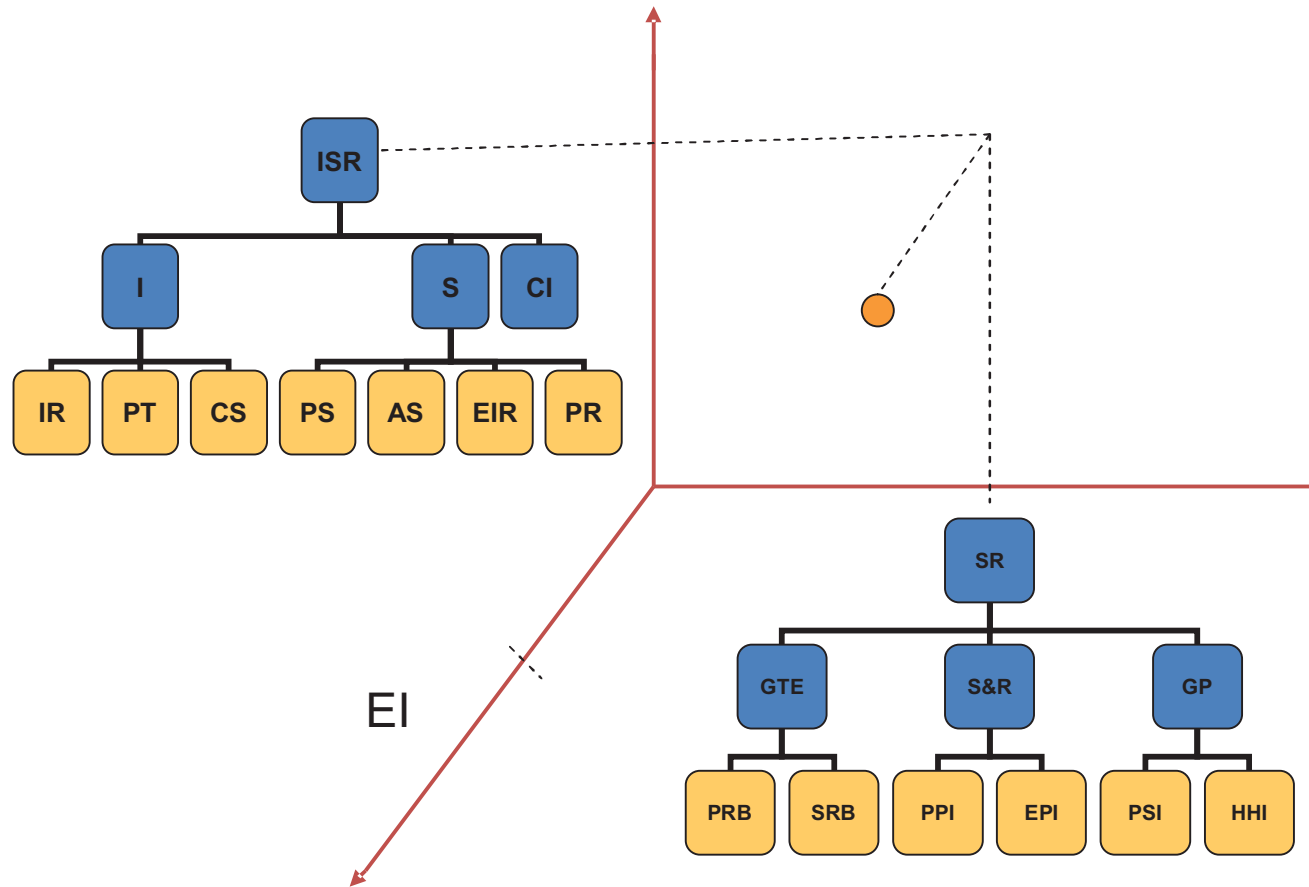 ISR
I S CI
IR PT CS PS AS EIR PR
SR
GTE S&R GP
EI
PRB SRB PPI EPI PSI HHI